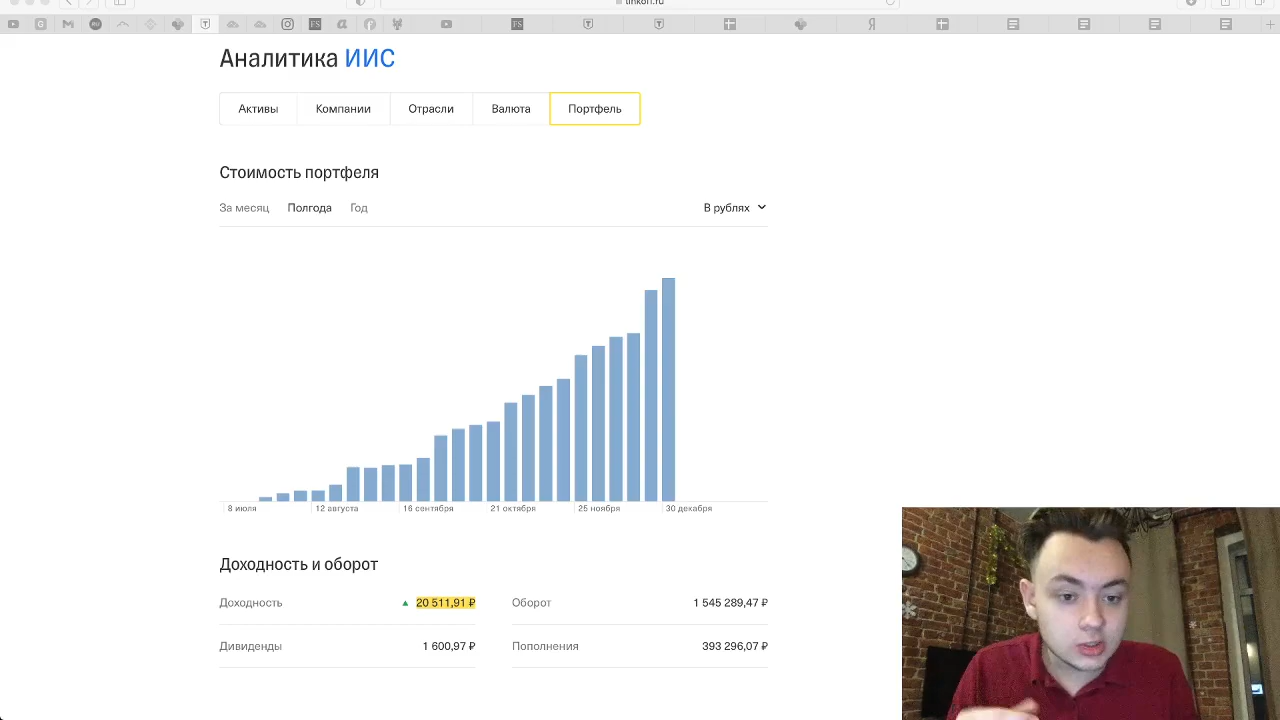 Аналитика ИИС
Активы Компании Отрасли Валюта Портфель
Стоимость портфеля
За месяц Полгода Год В рублях
8 июля 12 августа 16 сентября 21 октября 25 ноября 30 декабря
Доходность и оборот
Доходность 20 511,91 ₽ Оборот 1 545 289,47 ₽
Дивиденды 1 600,97 ₽ Пополнения 393 296,07 ₽